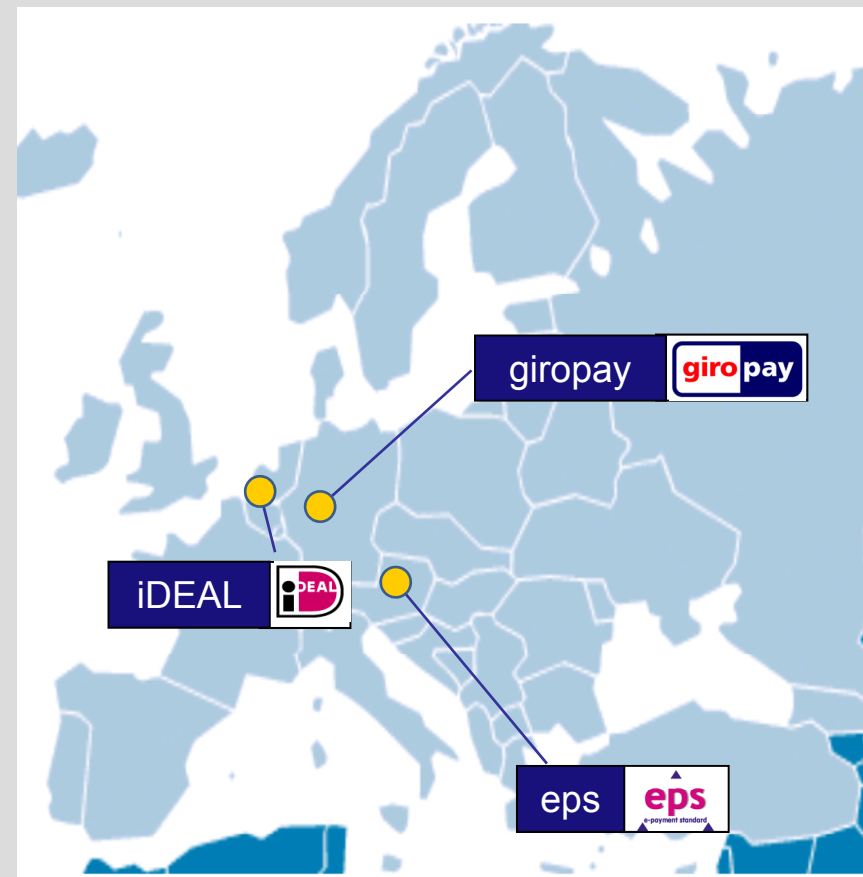 giropay
giro pay
iDEAL
iDEAL
eps
eps
e-payment standard